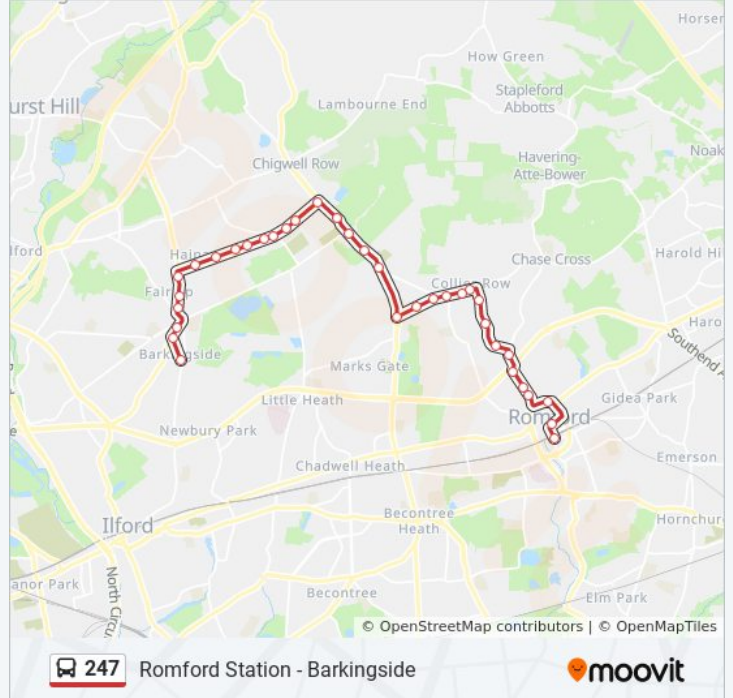 Horser
How Green
Stapleford
Abbotts
Lambourne End
urst Hill
Noak
Havering-
Atte-Bower
Chigwell Row
lford
Hain
Chase Cross
Harold Hi
Collier Row
Fairlop
Haro
Southend A
Barkingside
Marks Gate
Little Heath
Gidea Park
Romford
Newbury Park
Emerson
Chadwell Heath
Ilford
Becontree
Heath
Hornchur
anor Park
North Circu
Becontree
Elm Park
© OpenStreetMap contributors | © OpenMapTiles
247 Romford Station - Barkingside
moovit